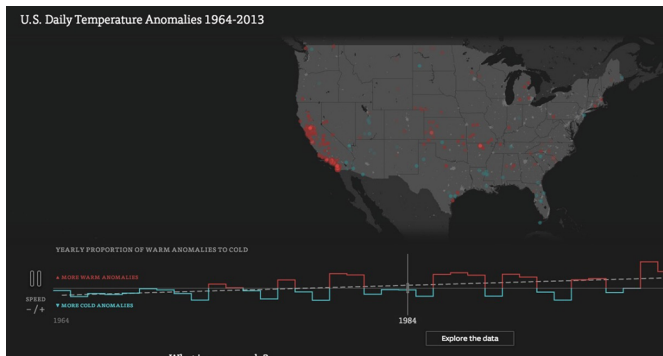 U.S. Daily Temperature Anomalies 1964-2013
YEARLY PROPORTION OF WARM ANOMALIES TO COLD
▲ MORE WARM ANOMALIES
SPEED
▼ MORE COLD ANOMALIES
− / +
1964
1984
Explore the data